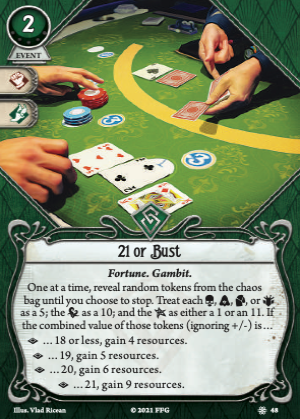 2
EVENT
21 or Bust
Fortune. Gambit.
One at a time, reveal random tokens from the chaos
bag until you choose to stop. Treat each , , , or
as a 5; the as a 10; and the as either a 1 or an 11. If
the combined value of those tokens (ignoring +/-) is…
…18 or less, gain 4 resources.
…19, gain 5 resources.
…20, gain 6 resources.
…21, gain 9 resources.
Illus. Vlad Ricean
© 2021 FFG
48